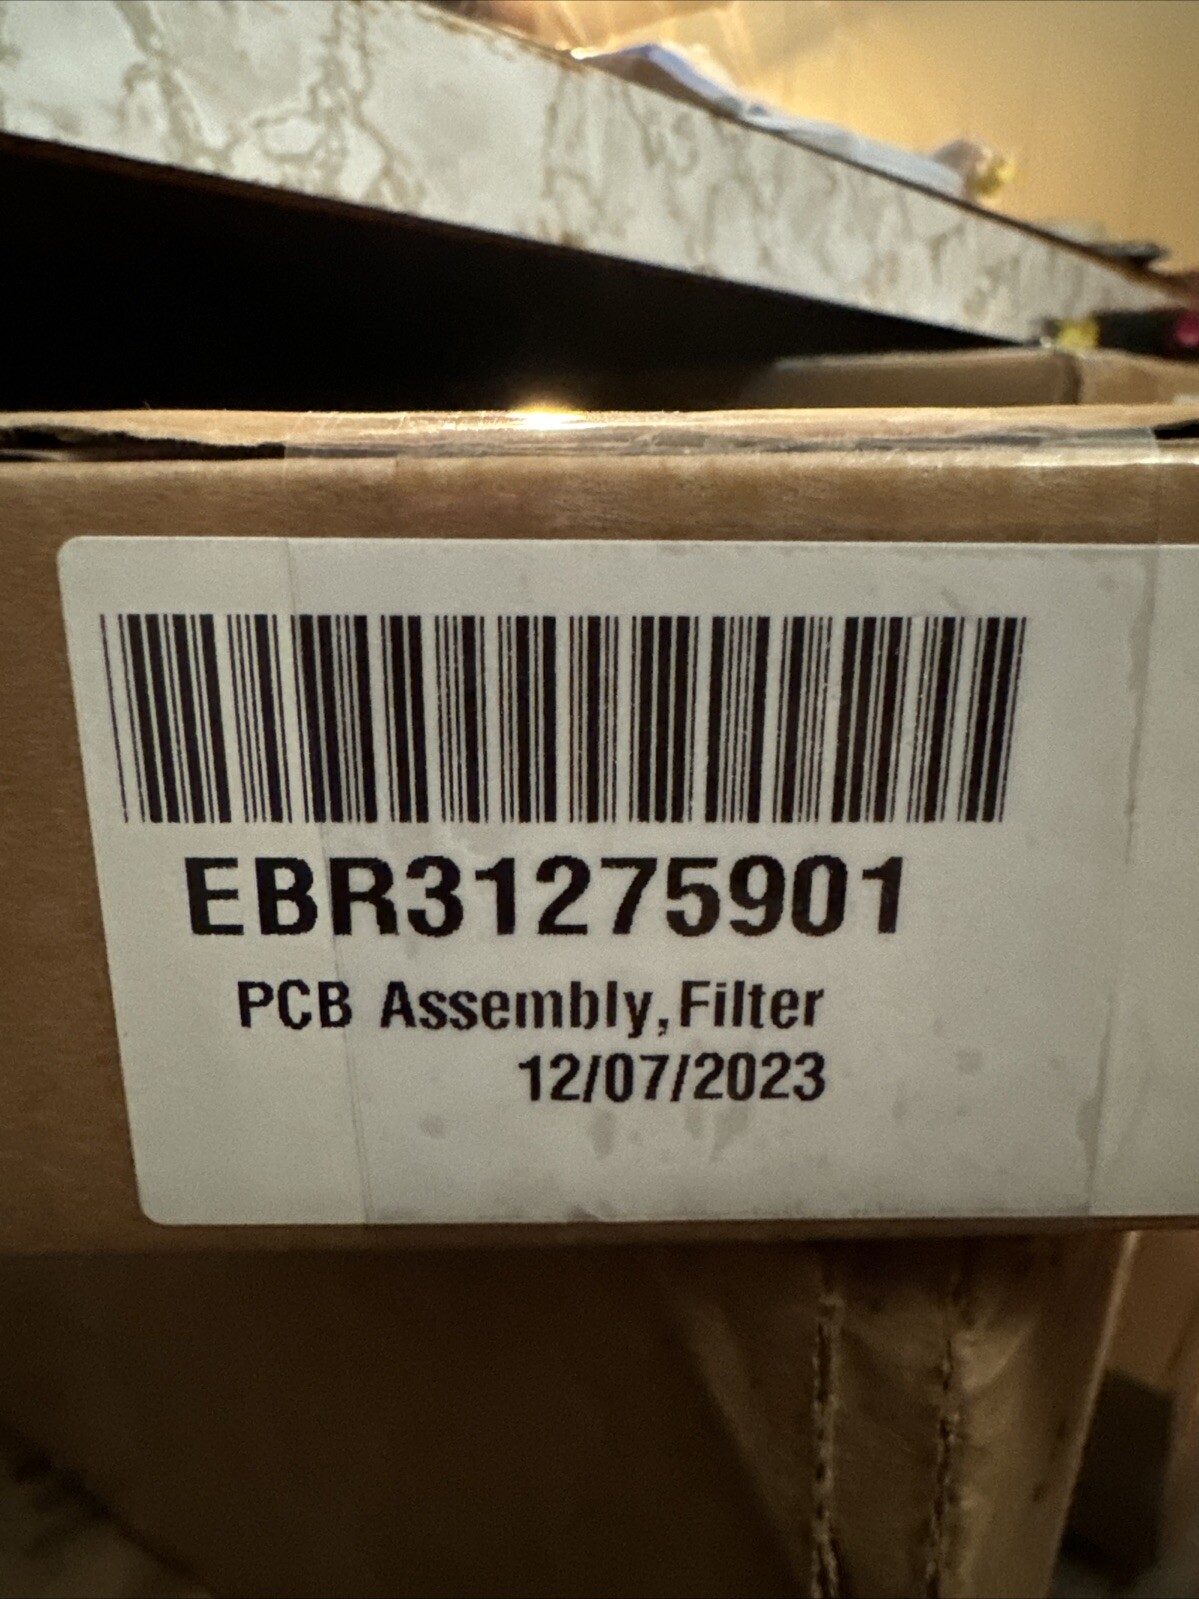 EBR31275901
PCB Assembly,Filter
12/07/2023